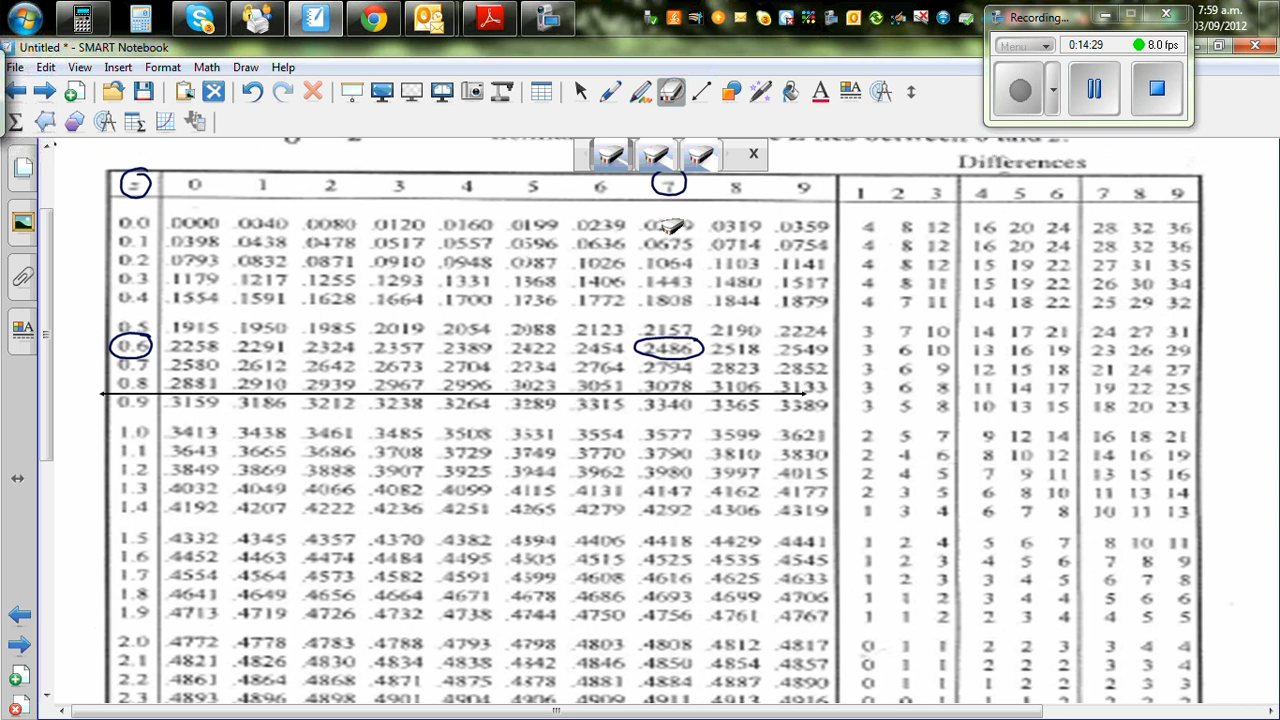 7:59 a.m.
03/09/2012
Recording...
Menu
0:14:29
8.0 fps
Untitled * - SMART Notebook
File Edit View Insert Format Math Draw Help
between 0 and z.
Differences
z 0 1 2 3 4 5 6 7 8 9 1 2 3 4 5 6 7 8 9
0.0 .0000 .0040 .0080 .0120 .0160 .0199 .0239 .0319 .0359 4 8 12 16 20 24 28 32 36
0.1 .0398 .0438 .0478 .0517 .0557 .0596 .0636 .0675 .0714 .0754 4 8 12 16 20 24 28 32 36
0.2 .0793 .0832 .0871 .0910 .0948 .0987 .1026 .1064 .1103 .1141 4 8 12 15 19 22 27 31 35
0.3 .1179 .1217 .1255 .1293 .1331 .1368 .1406 .1443 .1480 .1517 4 8 11 15 19 22 26 30 34
0.4 .1554 .1591 .1628 .1664 .1700 .1736 .1772 .1808 .1844 .1879 4 7 11 14 18 22 25 29 32
0.5 .1915 .1950 .1985 .2019 .2054 .2088 .2123 .2157 .2190 .2224 3 7 10 14 17 21 24 27 31
0.6 .2258 .2291 .2324 .2357 .2389 .2422 .2454 .2486 .2518 .2549 3 6 10 13 16 19 23 26 29
0.7 .2580 .2612 .2642 .2673 .2704 .2734 .2764 .2794 .2823 .2852 3 6 9 12 15 18 21 24 27
0.8 .2881 .2910 .2939 .2967 .2996 .3023 .3051 .3078 .3106 .3133 3 6 8 11 14 17 19 22 25
0.9 .3159 .3186 .3212 .3238 .3264 .3289 .3315 .3340 .3365 .3389 3 5 8 10 13 15 18 20 23
1.0 .3413 .3438 .3461 .3485 .3508 .3531 .3554 .3577 .3599 .3621 2 5 7 9 12 14 16 18 21
1.1 .3643 .3665 .3686 .3708 .3729 .3749 .3770 .3790 .3810 .3830 2 4 6 8 10 12 14 16 19
1.2 .3849 .3869 .3888 .3907 .3925 .3944 .3962 .3980 .3997 .4015 2 4 5 7 9 11 13 15 16
1.3 .4032 .4049 .4066 .4082 .4099 .4115 .4131 .4147 .4162 .4177 2 3 5 6 8 10 11 13 14
1.4 .4192 .4207 .4222 .4236 .4251 .4265 .4279 .4292 .4306 .4319 1 3 4 6 7 8 10 11 13
1.5 .4332 .4345 .4357 .4370 .4382 .4394 .4406 .4418 .4429 .4441 1 2 4 5 6 7 8 10 11
1.6 .4452 .4463 .4474 .4484 .4495 .4505 .4515 .4525 .4535 .4545 1 2 3 4 5 6 7 8 9
1.7 .4554 .4564 .4573 .4582 .4591 .4599 .4608 .4616 .4625 .4633 1 2 3 3 4 5 6 7 8
1.8 .4641 .4649 .4656 .4664 .4671 .4678 .4686 .4693 .4699 .4706 1 1 2 3 4 4 5 6 6
1.9 .4713 .4719 .4726 .4732 .4738 .4744 .4750 .4756 .4761 .4767 1 1 2 2 3 4 4 5 5
2.0 .4772 .4778 .4783 .4788 .4793 .4798 .4803 .4808 .4812 .4817 0 1 1 2 2 3 3 4 4
2.1 .4821 .4826 .4830 .4834 .4838 .4842 .4846 .4850 .4854 .4857 0 1 1 2 2 2 3 3 4
2.2 .4861 .4864 .4868 .4871 .4875 .4878 .4881 .4884 .4887 .4890 0 1 1 1 2 2 2 3 3
2.3 .4893 .4896 .4898 .4901 .4904 .4906 .4909 .4911 .4913 .4916